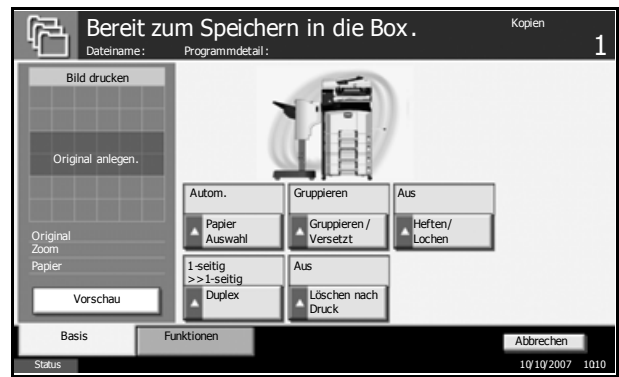 Bereit zum Speichern in die Box.
Kopien
Dateiname:
Programmdetail:
1
Bild drucken
Original anlegen.
Original
Zoom
Papier
Vorschau
Autom.
Papier
Auswahl
Gruppieren
Gruppieren/
Versetzt
Aus
Heften/
Lochen
1-seitig
>>1-seitig
Duplex
Aus
Löschen nach
Druck
Basis
Funktionen
Abbrechen
Status
10/10/2007 1010